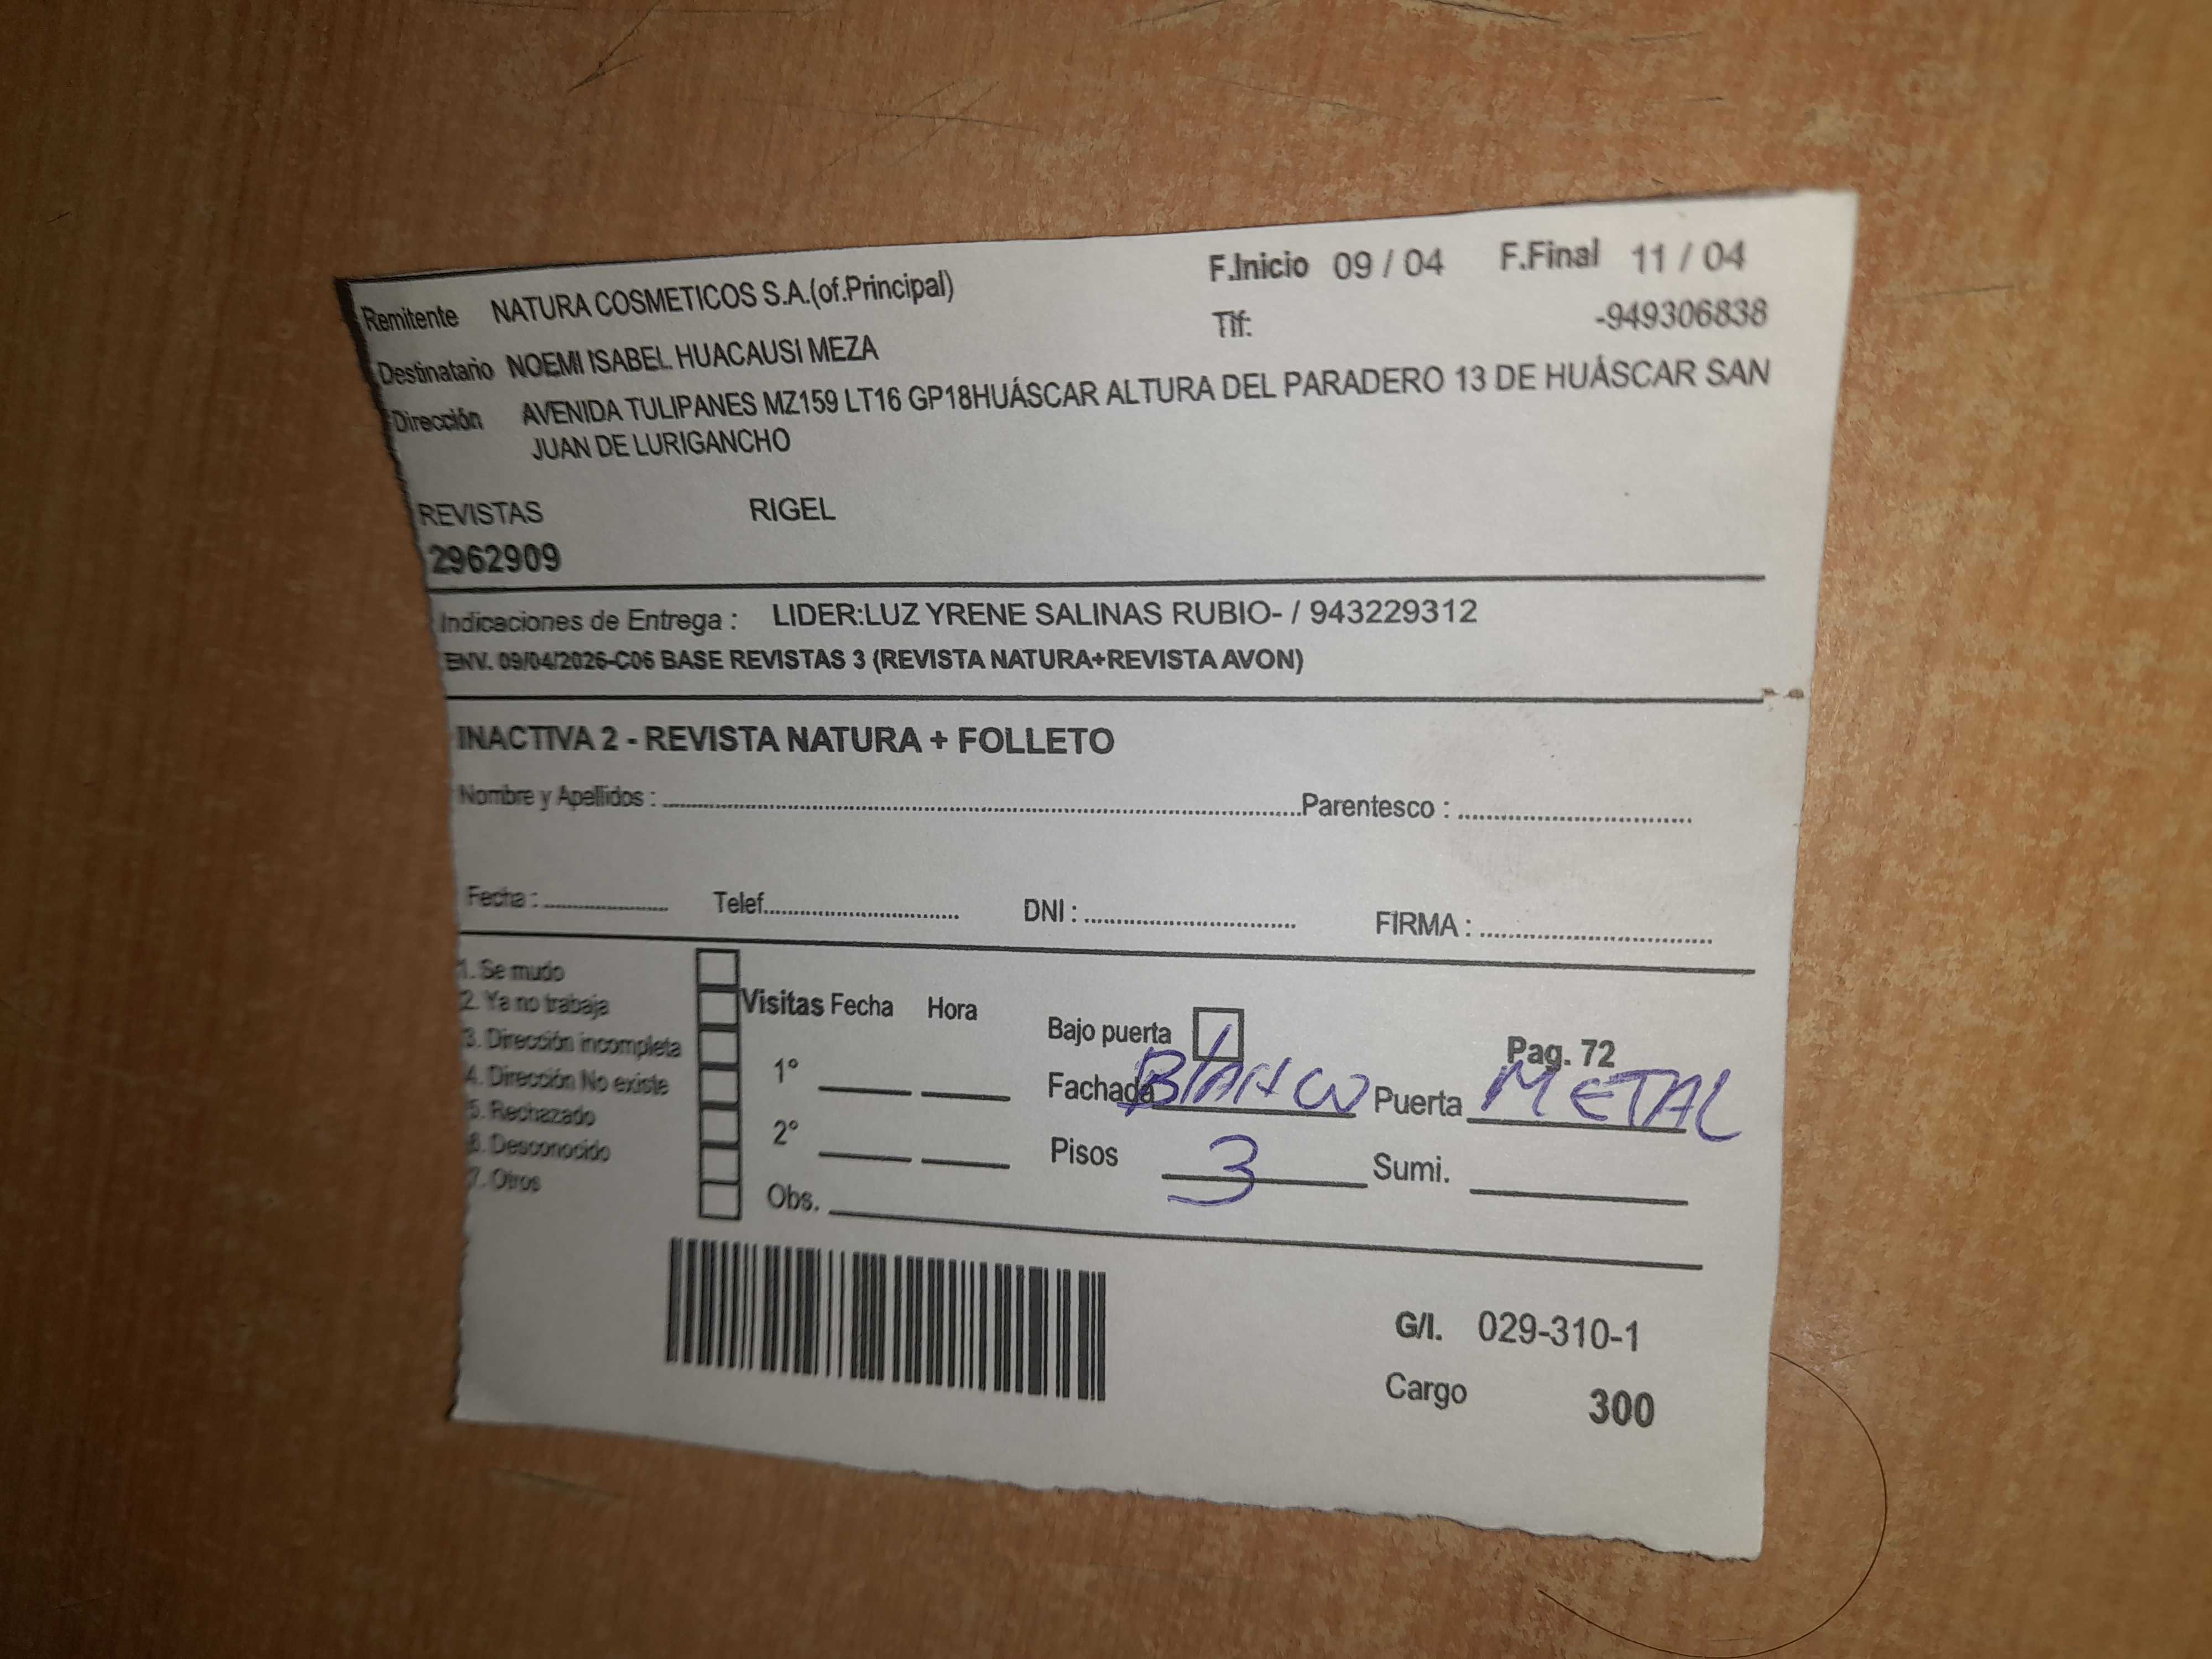 Remitente NATURA COSMETICOS S.A.(of.Principal) F.Inicio 09 / 04 F.Final 11 / 04
Destinatario NOEMI ISABEL HUACAUSI MEZA Tlf: -949306838
Dirección AVENIDA TULIPANES MZ159 LT16 GP18HUÁSCAR ALTURA DEL PARADERO 13 DE HUÁSCAR SAN
JUAN DE LURIGANCHO
REVISTAS RIGEL
2962909
Indicaciones de Entrega : LIDER:LUZ YRENE SALINAS RUBIO- / 943229312
ENV. 09/04/2026-C06 BASE REVISTAS 3 (REVISTA NATURA+REVISTA AVON)
INACTIVA 2 - REVISTA NATURA + FOLLETO
Nombre y Apellidos : Parentesco :
Fecha : Telef. DNI : FIRMA :
1. Se mudo
2. Ya no trabaja Visitas Fecha Hora Bajo puerta Pag. 72
3. Dirección incompleta 1° Fachada BLANCO Puerta METAL
4. Dirección No existe
5. Rechazado 2° Pisos 3 Sumi.
6. Desconocido
7. Otros Obs.
G/I. 029-310-1
Cargo 300